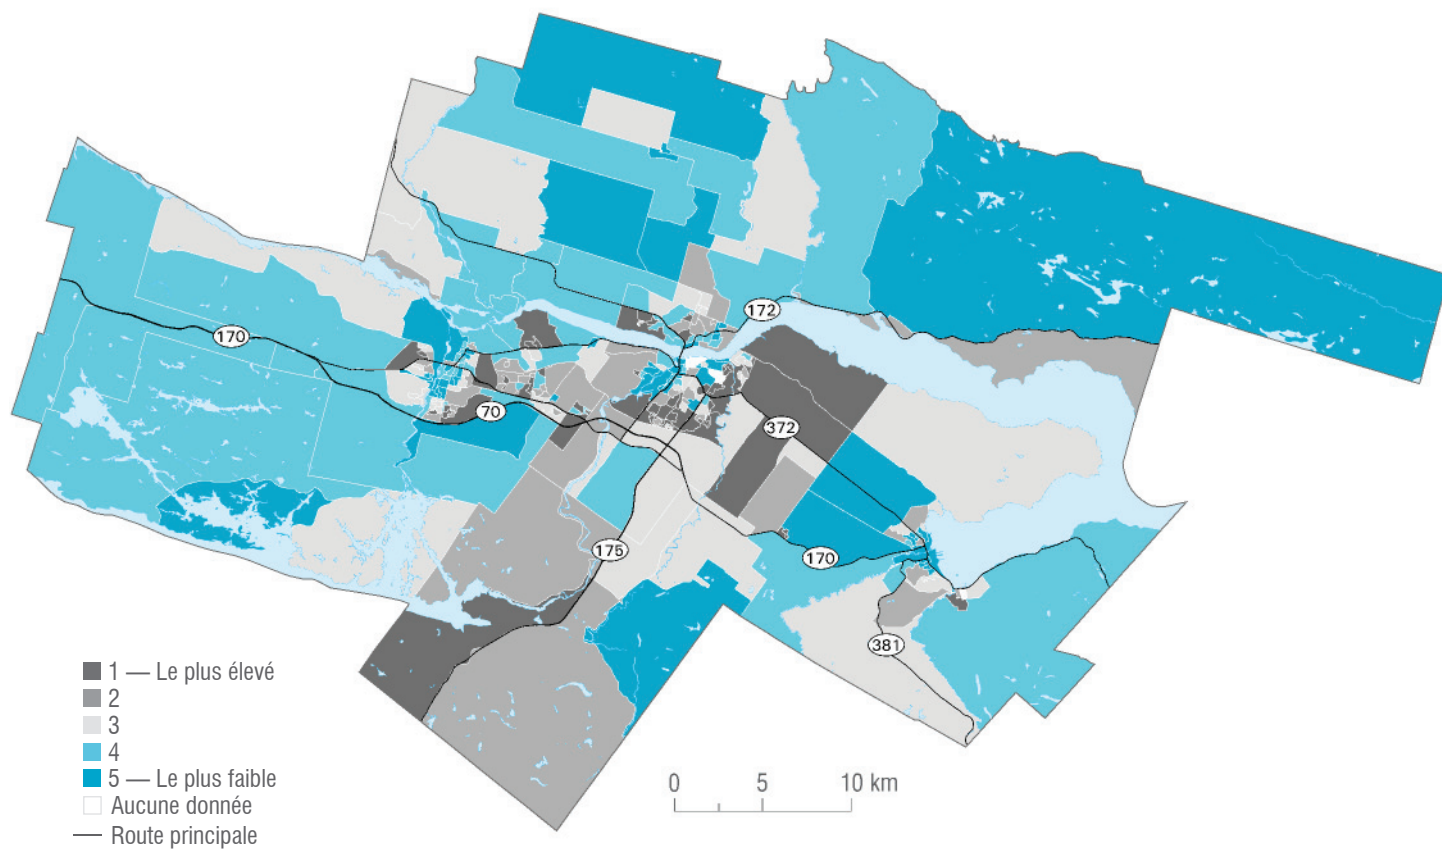 172
170
70
372
175
170
381
1 — Le plus élevé
2
3
4
5 — Le plus faible
Aucune donnée
Route principale
0 5 10 km